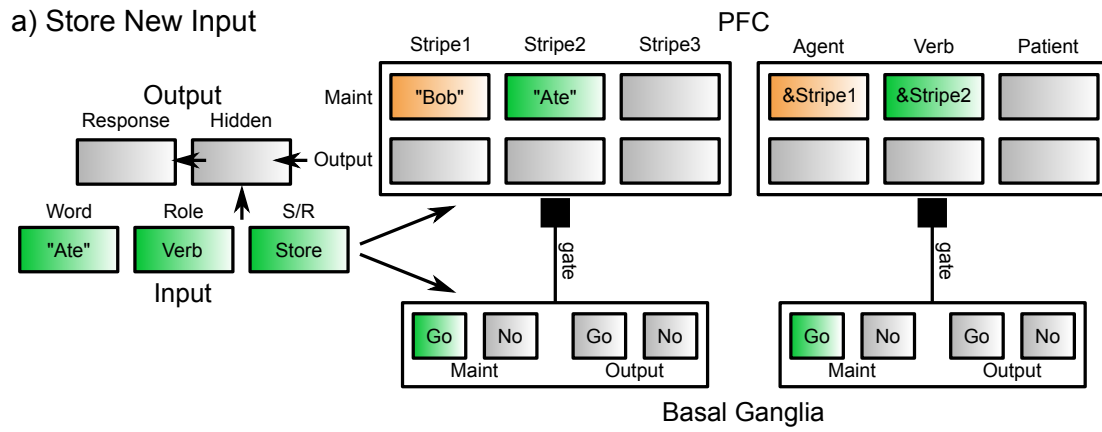 a) Store New Input
PFC
Stripe1 Stripe2 Stripe3
Agent Verb Patient
Maint "Bob" "Ate"
&Stripe1 &Stripe2
Output
Response Hidden
Output
Word Role S/R
"Ate" Verb Store
Input
gate
gate
Go No Go No
Maint Output
Go No Go No
Maint Output
Basal Ganglia